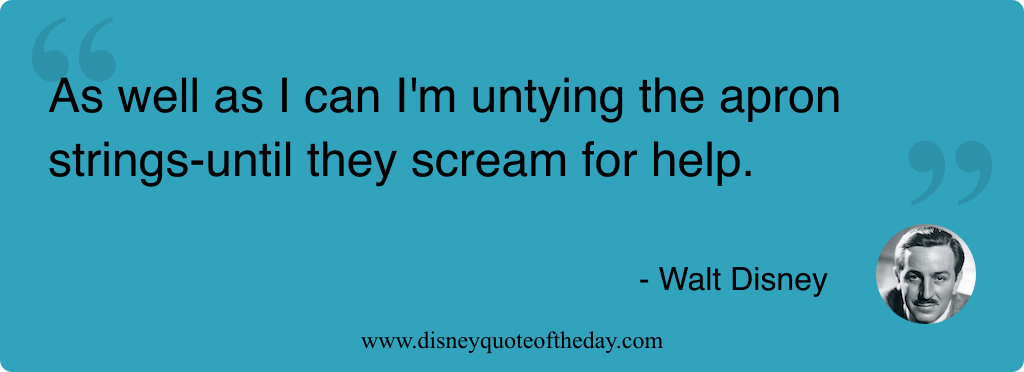 As well as I can I'm untying the apron
strings-until they scream for help.
- Walt Disney
www.disneyquoteoftheday.com